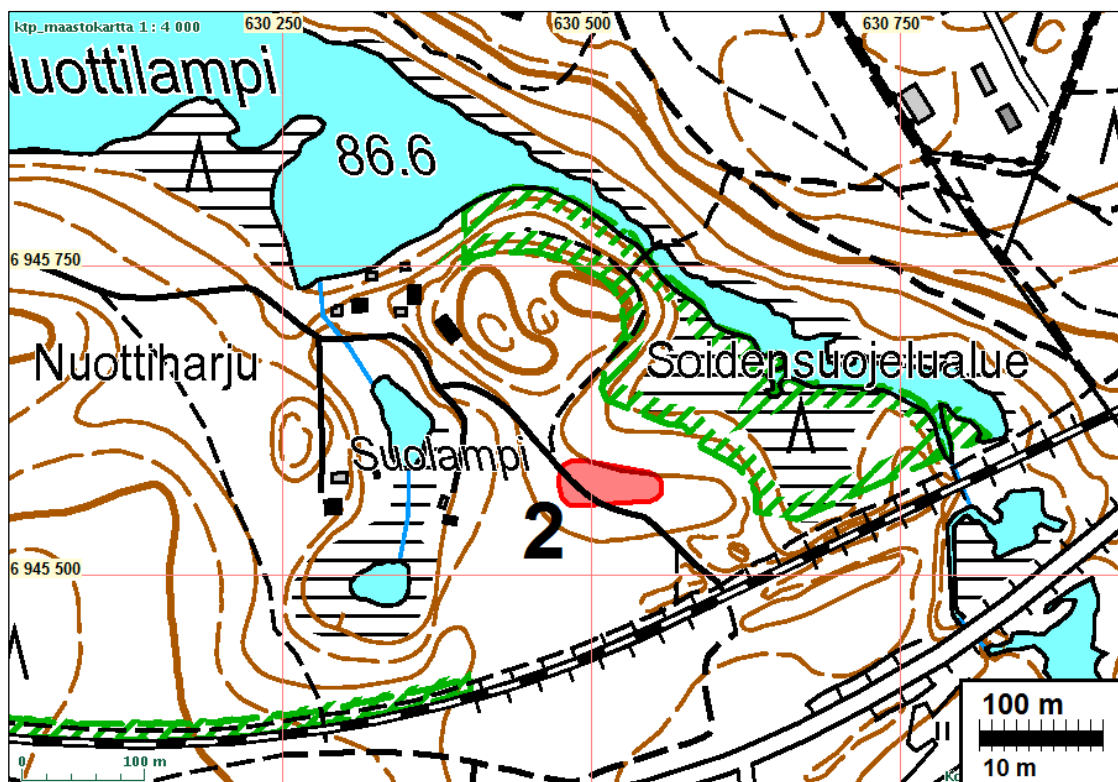 ktp_maastokartta 1 : 4 000
630 250
630 500
630 750
Nuottilampi
86.6
6 945 750
Nuottiharju
Soidensuojelualue
Suolampi
2
6 945 500
100 m
10 m
0 100 m